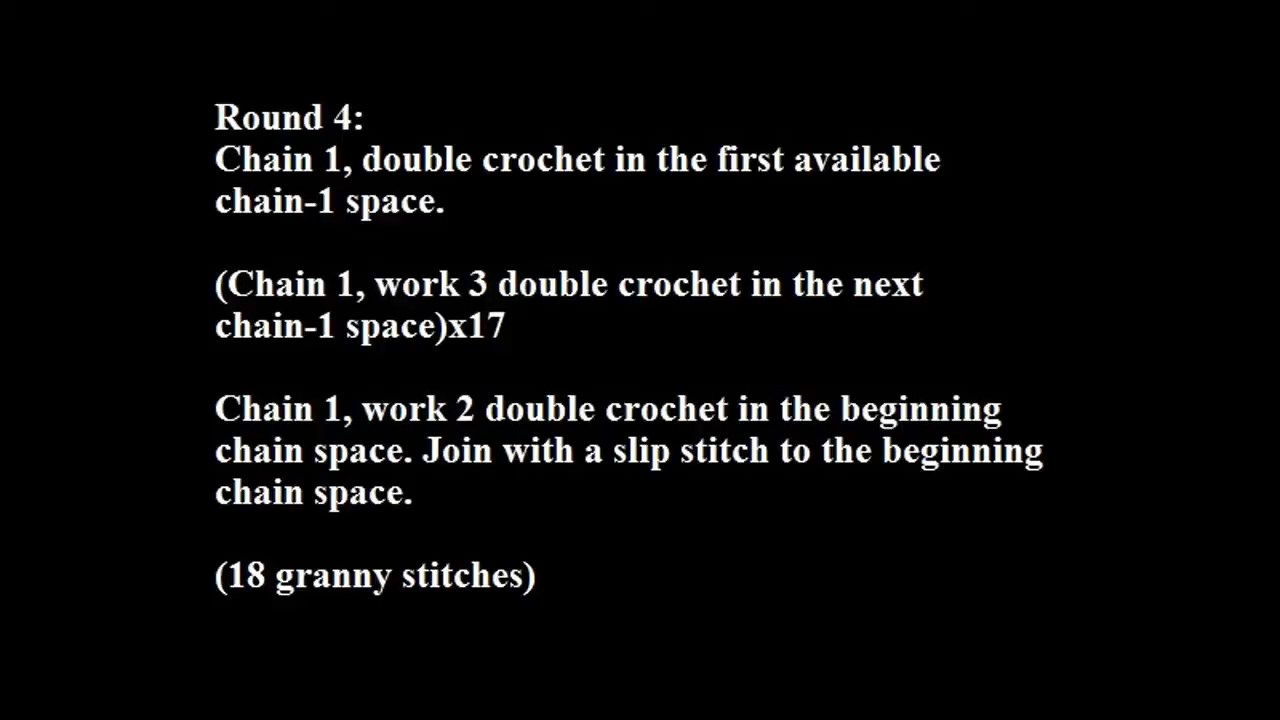 Round 4:
Chain 1, double crochet in the first available
chain-1 space.
(Chain 1, work 3 double crochet in the next
chain-1 space)x17
Chain 1, work 2 double crochet in the beginning
chain space. Join with a slip stitch to the beginning
chain space.
(18 granny stitches)